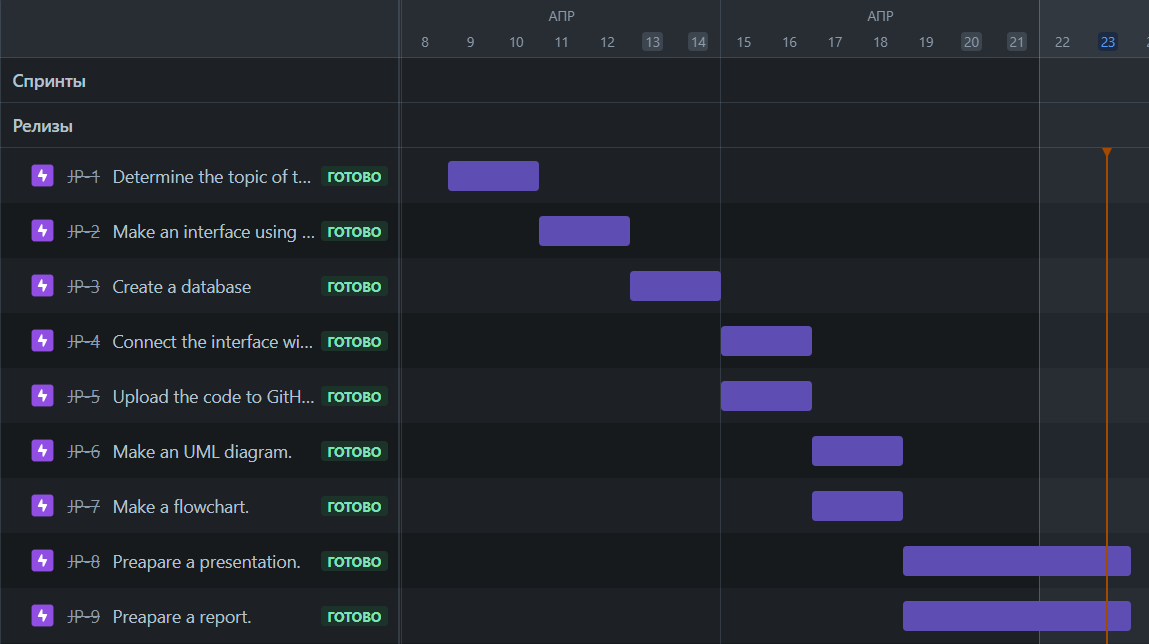 АПР АПР
8 9 10 11 12 13 14 15 16 17 18 19 20 21 22 23
Спринты
Релизы
JP-1 Determine the topic of t... ГОТОВО
JP-2 Make an interface using ... ГОТОВО
JP-3 Create a database ГОТОВО
JP-4 Connect the interface wi... ГОТОВО
JP-5 Upload the code to GitH... ГОТОВО
JP-6 Make an UML diagram. ГОТОВО
JP-7 Make a flowchart. ГОТОВО
JP-8 Preapare a presentation. ГОТОВО
JP-9 Preapare a report. ГОТОВО